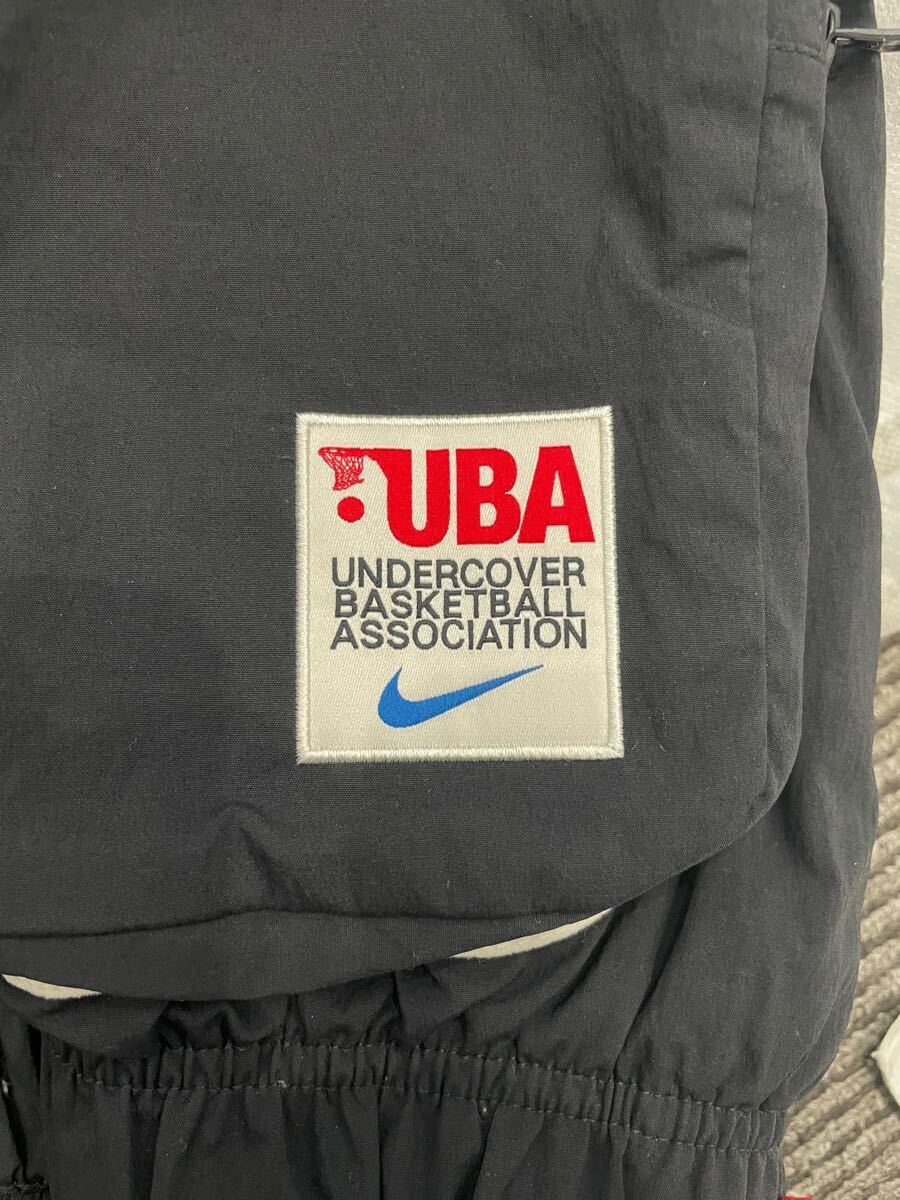 UBA
UNDERCOVER
BASKETBALL
ASSOCIATION